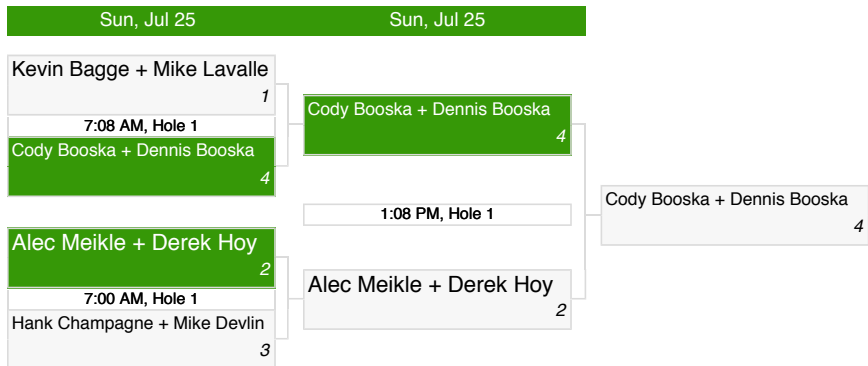 Sun, Jul 25
Sun, Jul 25
Kevin Bagge + Mike Lavalle
1
7:08 AM, Hole 1
Cody Booska + Dennis Booska
4
Alec Meikle + Derek Hoy
2
7:00 AM, Hole 1
Hank Champagne + Mike Devlin
3
Cody Booska + Dennis Booska
4
1:08 PM, Hole 1
Alec Meikle + Derek Hoy
2
Cody Booska + Dennis Booska
4